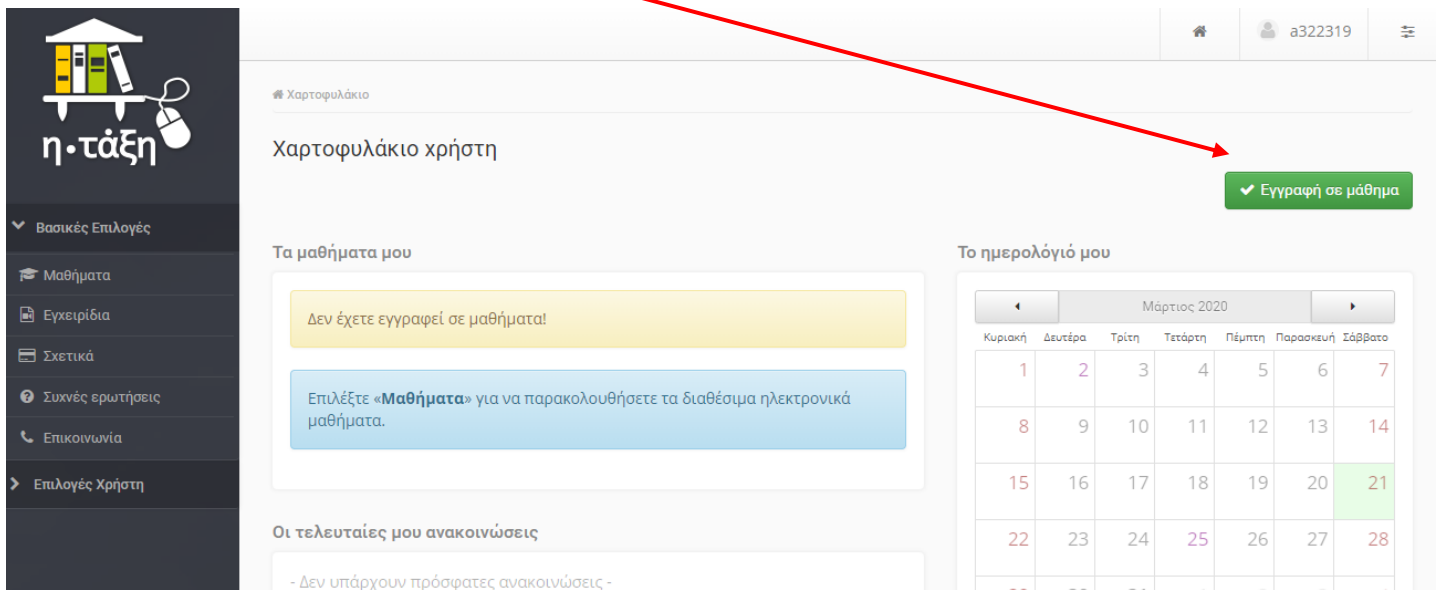 η•τάξη
a322319
Χαρτοφυλάκιο
Χαρτοφυλάκιο χρήστη
Εγγραφή σε μάθημα
Βασικές Επιλογές
Μαθήματα
Εγχειρίδια
Σχετικά
Συχνές ερωτήσεις
Επικοινωνία
Επιλογές Χρήστη
Τα μαθήματα μου
Δεν έχετε εγγραφεί σε μαθήματα!
Επιλέξτε «Μαθήματα» για να παρακολουθήσετε τα διαθέσιμα ηλεκτρονικά
μαθήματα.
Οι τελευταίες μου ανακοινώσεις
- Δεν υπάρχουν πρόσφατες ανακοινώσεις -
Το ημερολόγιό μου
Μάρτιος 2020
Κυριακή Δευτέρα Τρίτη Τετάρτη Πέμπτη Παρασκευή Σάββατο
1 2 3 4 5 6 7
8 9 10 11 12 13 14
15 16 17 18 19 20 21
22 23 24 25 26 27 28